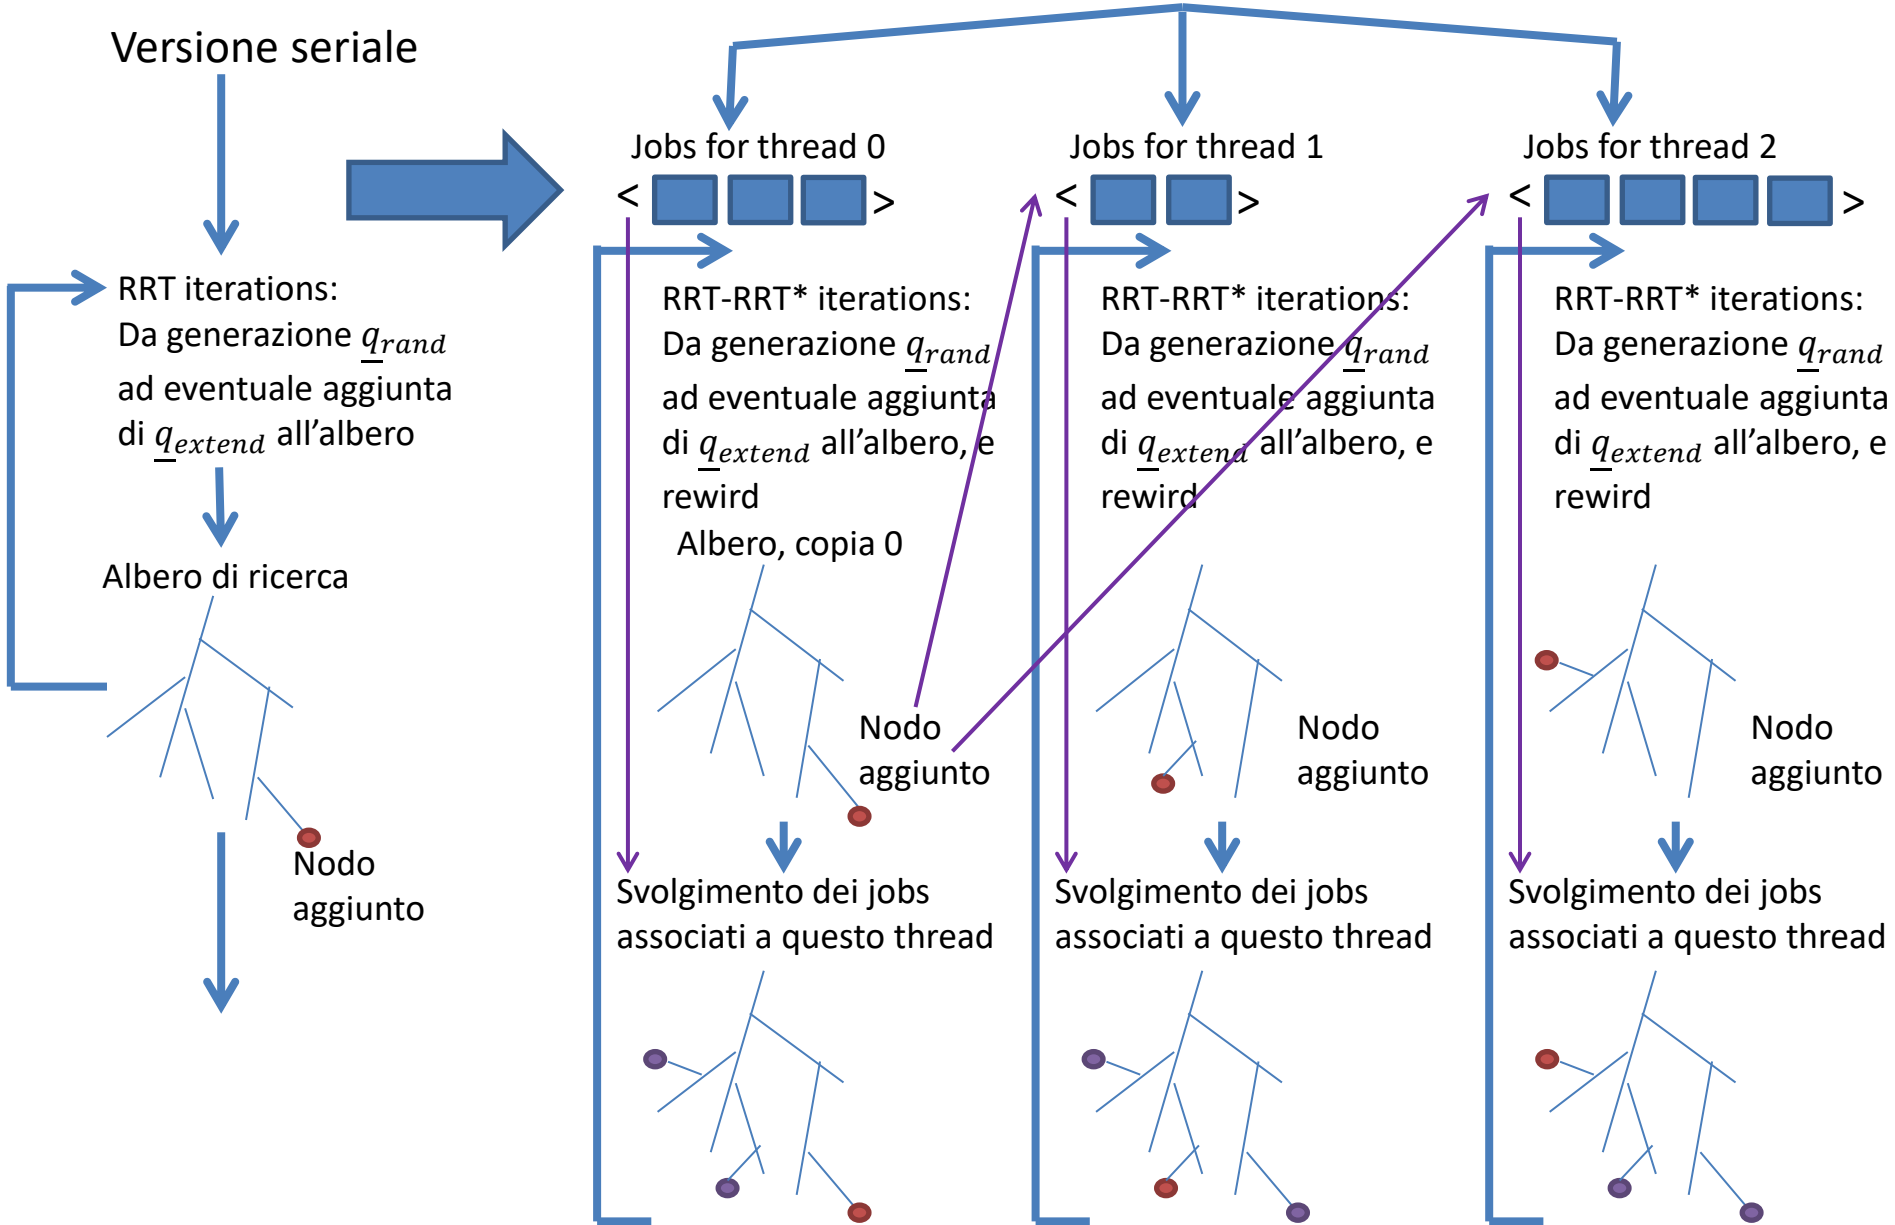 Versione seriale
RRT iterations:
Da generazione q_rand
ad eventuale aggiunta
di q_extend all'albero
Albero di ricerca
Nodo
aggiunto
Jobs for thread 0
< >
RRT-RRT* iterations:
Da generazione q_rand
ad eventuale aggiunta
di q_extend all'albero, e
rewird
Albero, copia 0
Nodo
aggiunto
Svolgimento dei jobs
associati a questo thread
Jobs for thread 1
< >
RRT-RRT* iterations:
Da generazione q_rand
ad eventuale aggiunta
di q_extend all'albero, e
rewird
Nodo
aggiunto
Svolgimento dei jobs
associati a questo thread
Jobs for thread 2
< >
RRT-RRT* iterations:
Da generazione q_rand
ad eventuale aggiunta
di q_extend all'albero, e
rewird
Nodo
aggiunto
Svolgimento dei jobs
associati a questo thread